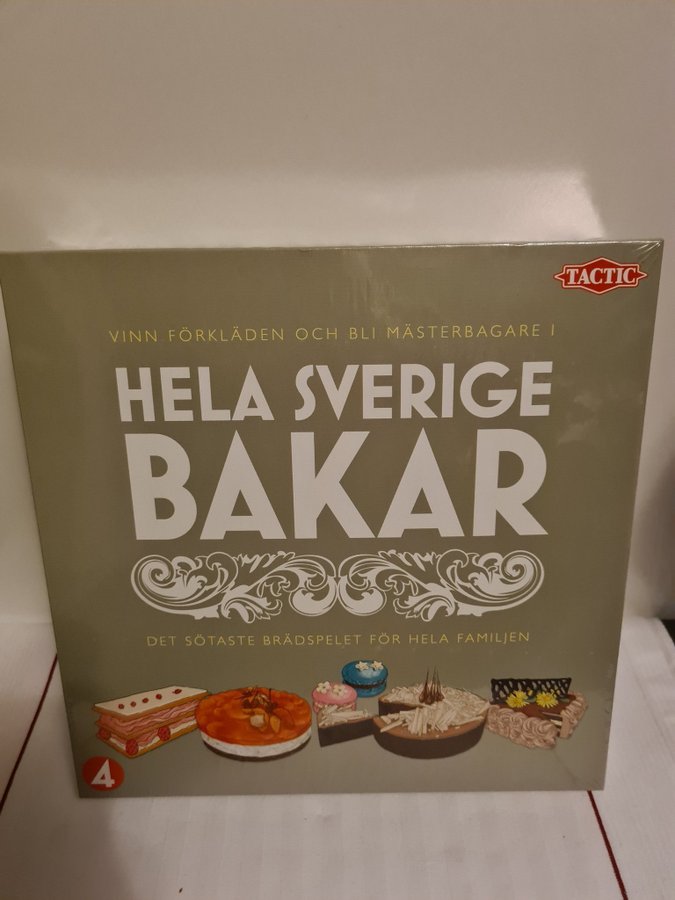 TACTIC
VINN FÖRKLÄDEN OCH BLI MÄSTERBAGARE I
HELA SVERIGE
BAKAR
DET SÖTASTE BRÄDSPELET FÖR HELA FAMILJEN
4